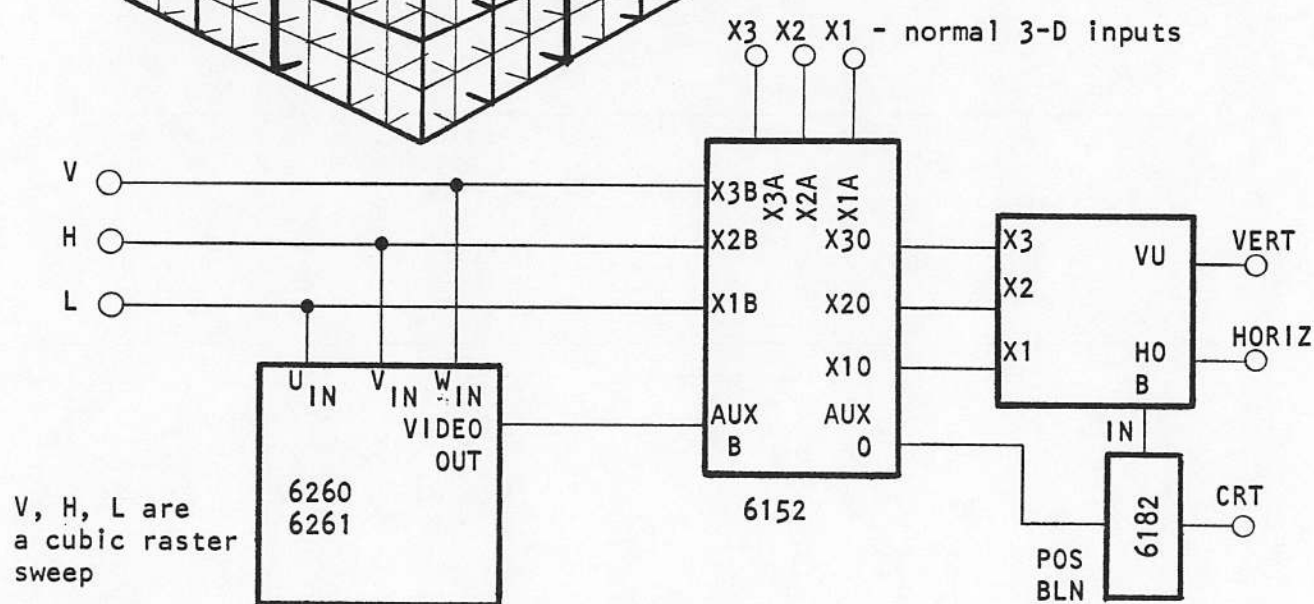 X3 X2 X1 - normal 3-D inputs
V
H
L
X3B
X2B
X1B
X3A
X2A
X1A
X30
X20
X10
AUX
B
AUX
0
6152
U IN
V IN
W IN
VIDEO
OUT
6260
6261
X3
X2
X1
VU
HO
B
VERT
HORIZ
IN
6182
CRT
POS
BLN
V, H, L are
a cubic raster
sweep